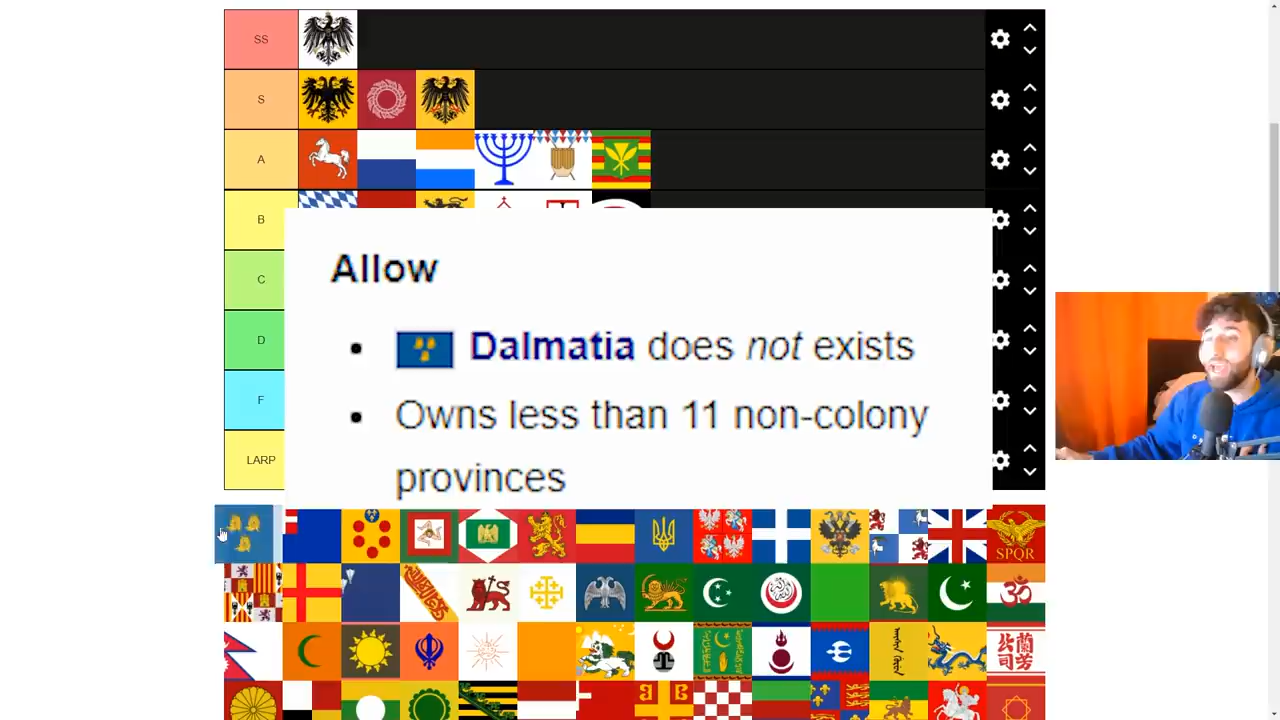 SS
S
A
B
Allow
• Dalmatia does not exists
C
• Owns less than 11 non-colony
provinces
D
F
LARP
SPQR
ॐ